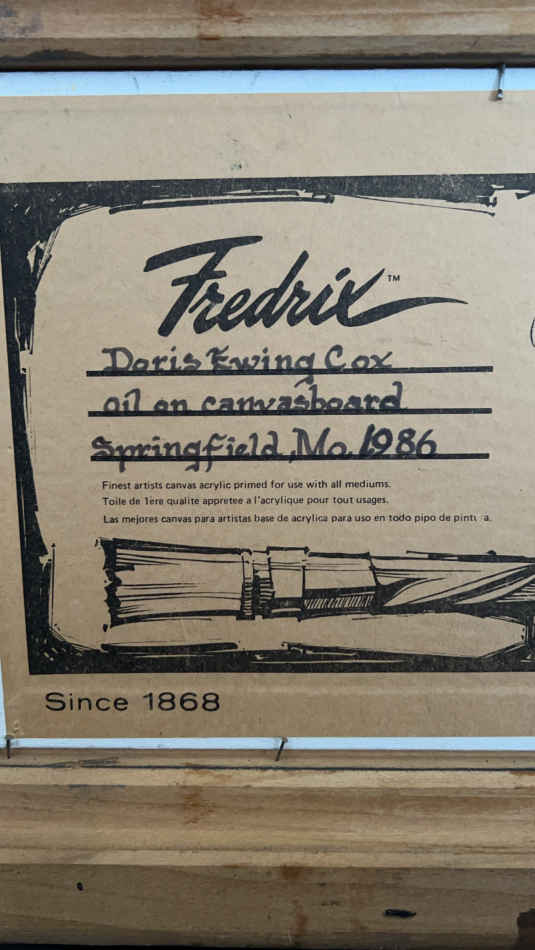 Fredrix™
Doris Ewing Cox
oil on canvasboard
Springfield, Mo. 1986
Finest artists canvas acrylic primed for use with all mediums.
Toile de 1ère qualite appretee a l'acrylique pour tout usages.
Las mejores canvas para artistas base de acrylica para uso en todo pipo de
Since 1868